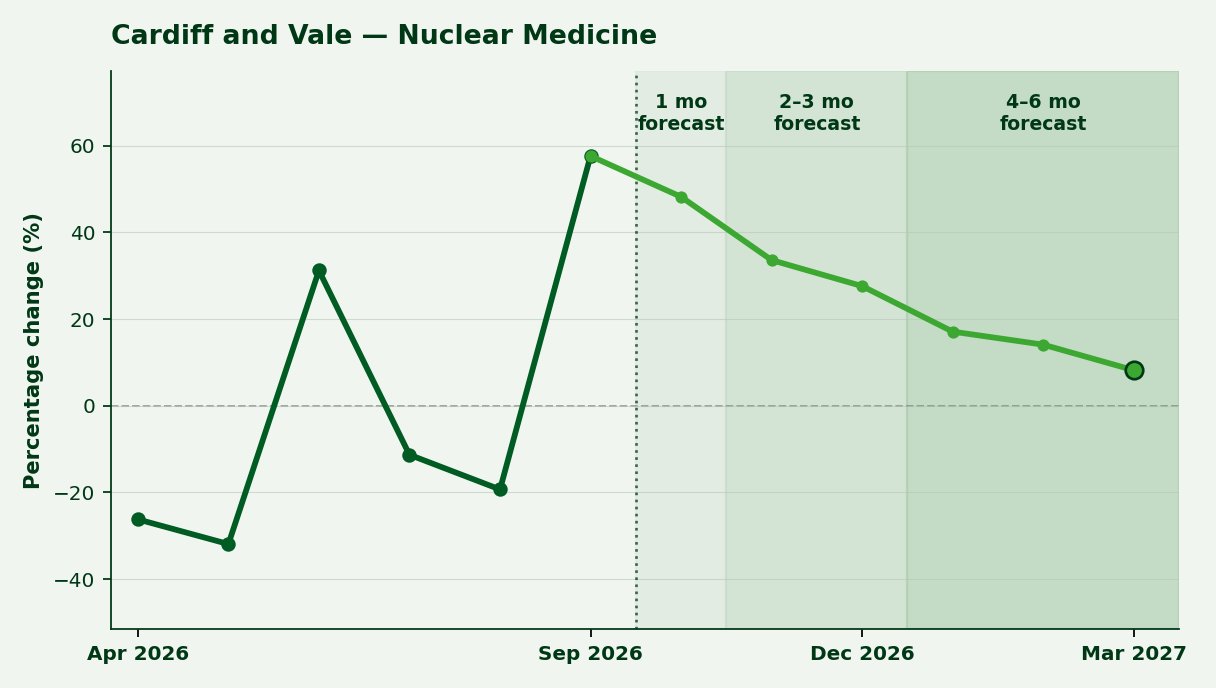 Cardiff and Vale — Nuclear Medicine
1 mo
forecast
2–3 mo
forecast
4–6 mo
forecast
Percentage change (%)
60
40
20
0
−20
−40
Apr 2026
Sep 2026
Dec 2026
Mar 2027